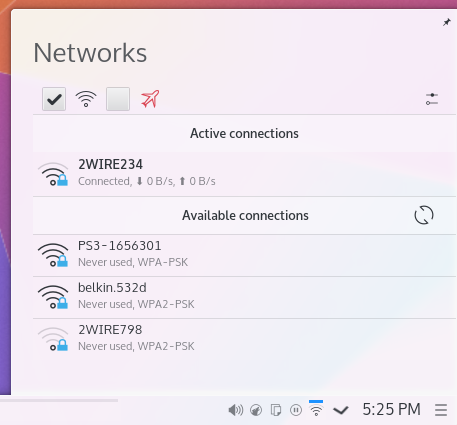 Networks
Active connections
2WIRE234
Connected, ⬇ 0 B/s, ⬆ 0 B/s
Available connections
PS3-1656301
Never used, WPA-PSK
belkin.532d
Never used, WPA2-PSK
2WIRE798
Never used, WPA2-PSK
5:25 PM